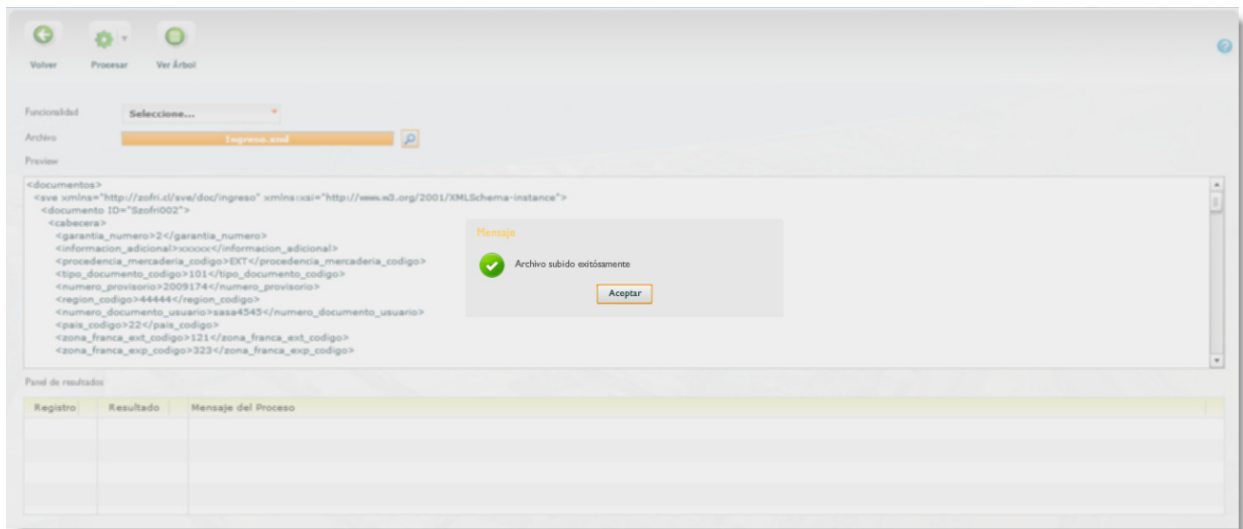 Volver Procesar Ver Árbol
Funcionalidad Seleccione...
Archivo Ingreso.xml
Preview
<documentos>
<sve xmlns="http://zofri.cl/sve/doc/ingreso" xmlns:xsi="http://www.w3.org/2001/XMLSchema-instance">
<documento ID="Szofri002">
<cabecera>
<garantia_numero>2</garantia_numero>
<informacion_adicional>xxxxx</informacion_adicional>
<procedencia_mercaderia_codigo>EXT</procedencia_mercaderia_codigo>
<tipo_documento_codigo>101</tipo_documento_codigo>
<numero_provisorio>2009174</numero_provisorio>
<region_codigo>44444</region_codigo>
<numero_documento_usuario>sasa4545</numero_documento_usuario>
<pais_codigo>22</pais_codigo>
<zona_franca_ext_codigo>121</zona_franca_ext_codigo>
<zona_franca_exp_codigo>323</zona_franca_exp_codigo>
Mensaje
Archivo subido exitósamente
Aceptar
Panel de resultados
Registro Resultado Mensaje del Proceso